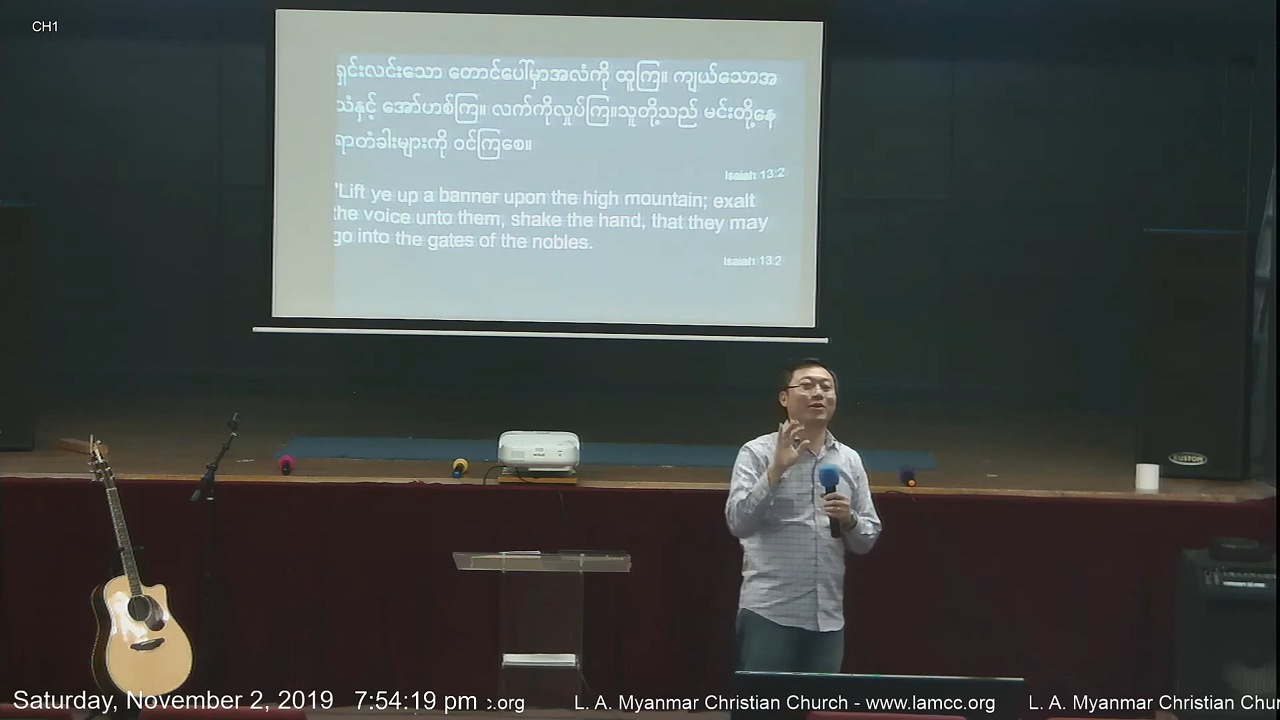 CH1
ရှင်းလင်းသော တောင်ပေါ်မှာအလံကို ထူကြ။ ကျယ်သောအ
သံနှင့် အော်ဟစ်ကြ။ လက်ကိုလှုပ်ကြ။သူတို့သည် မင်းတို့နေ
ရာတံခါးများကို ဝင်ကြစေ။
Isaiah 13:2
"Lift ye up a banner upon the high mountain; exalt
the voice unto them, shake the hand, that they may
go into the gates of the nobles.
Isaiah 13:2
KUSTOM
Saturday, November 2, 2019 7:54:19 pm c.org L. A. Myanmar Christian Church - www.lamcc.org L. A. Myanmar Christian Chu